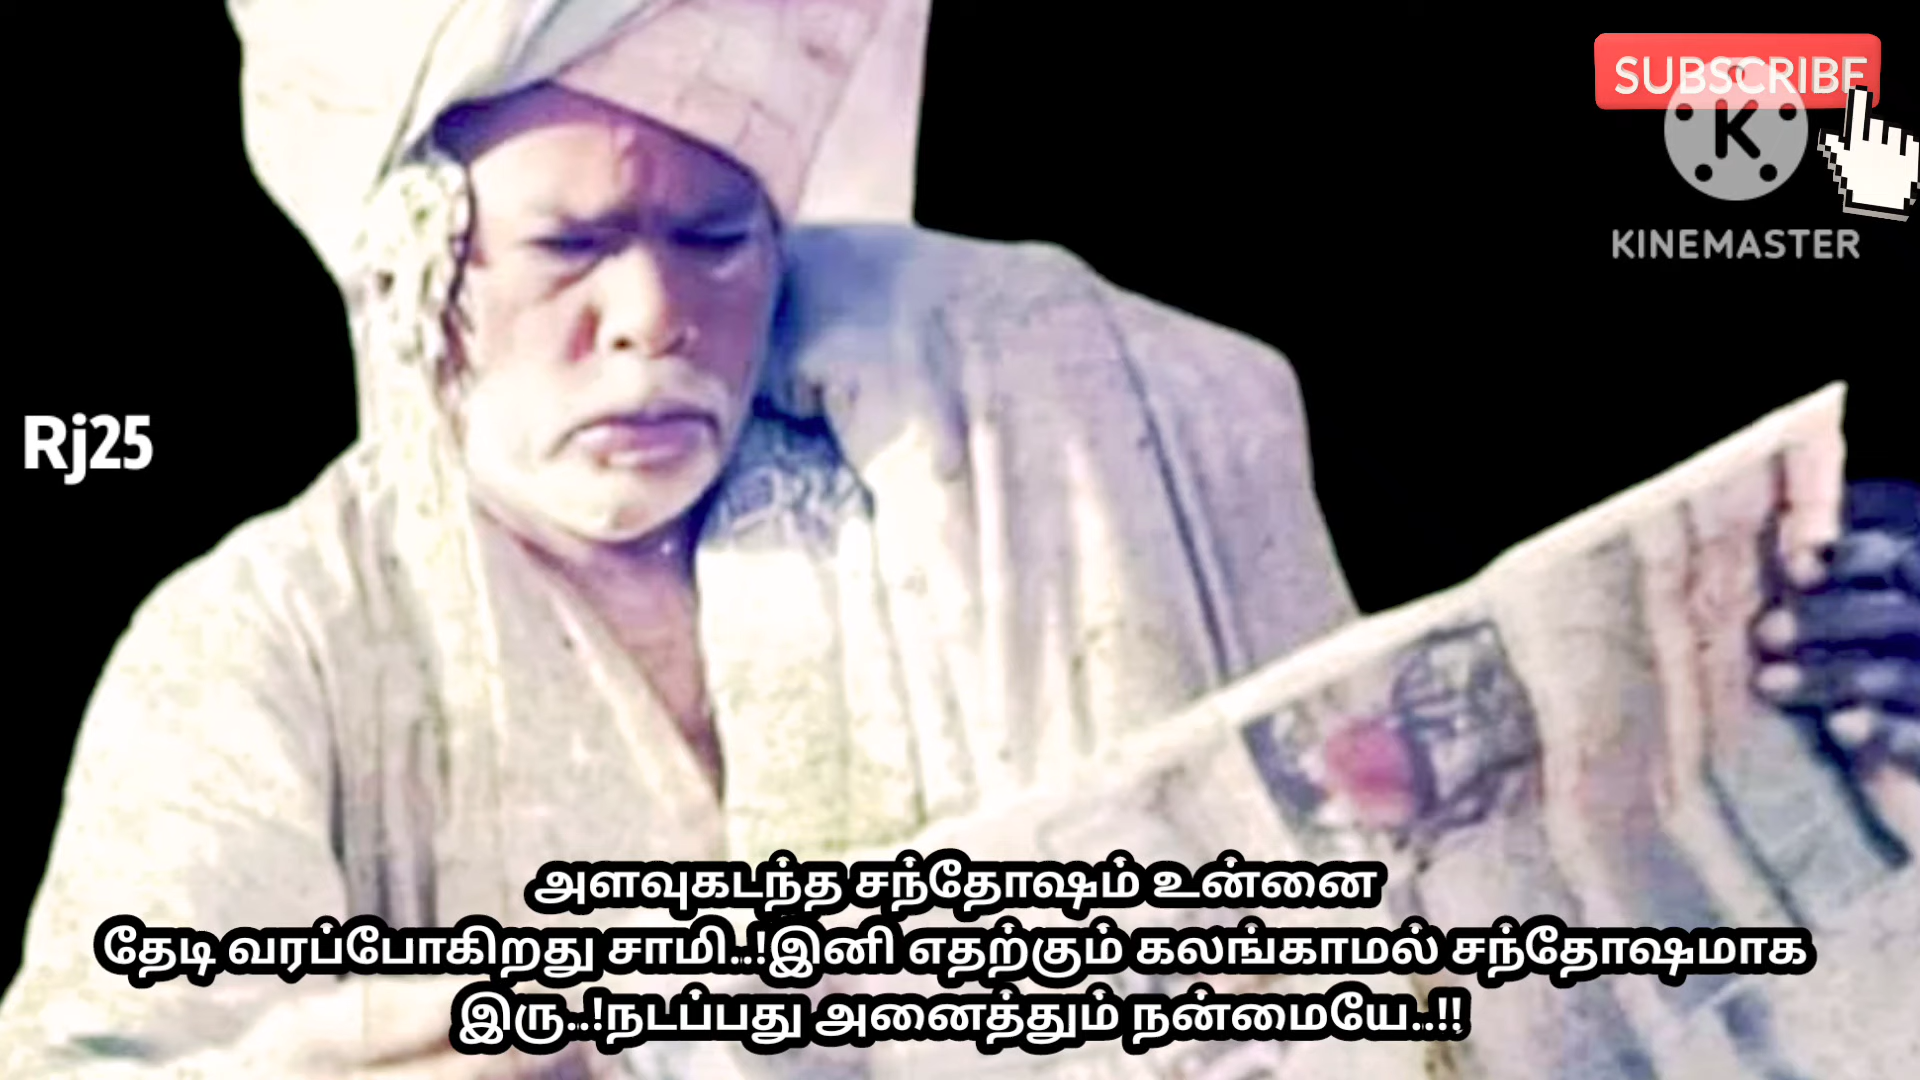 SUBSCRIBE
K
KINEMASTER
Rj25
அளவுகடந்த சந்தோஷம் உன்னை
தேடி வரப்போகிறது சாமி..!இனி எதற்கும் கலங்காமல் சந்தோஷமாக
இரு..!நடப்பது அனைத்தும் நன்மையே..!!